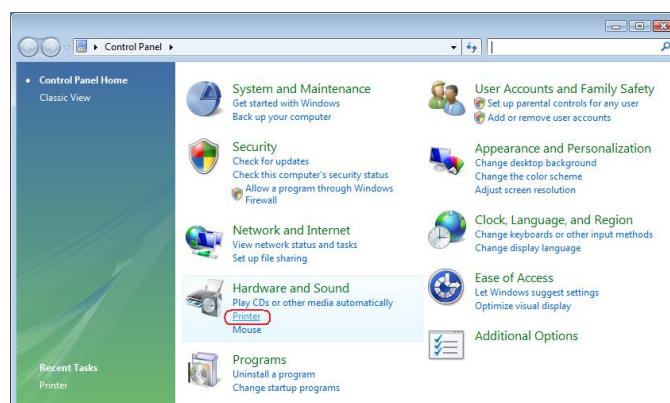 Control Panel
Control Panel Home
Classic View
System and Maintenance
Get started with Windows
Back up your computer
Security
Check for updates
Check this computer's security status
Allow a program through Windows
Firewall
Network and Internet
View network status and tasks
Set up file sharing
Hardware and Sound
Play CDs or other media automatically
Printer
Mouse
Programs
Uninstall a program
Change startup programs
User Accounts and Family Safety
Set up parental controls for any user
Add or remove user accounts
Appearance and Personalization
Change desktop background
Change the color scheme
Adjust screen resolution
Clock, Language, and Region
Change keyboards or other input methods
Change display language
Ease of Access
Let Windows suggest settings
Optimize visual display
Additional Options
Recent Tasks
Printer